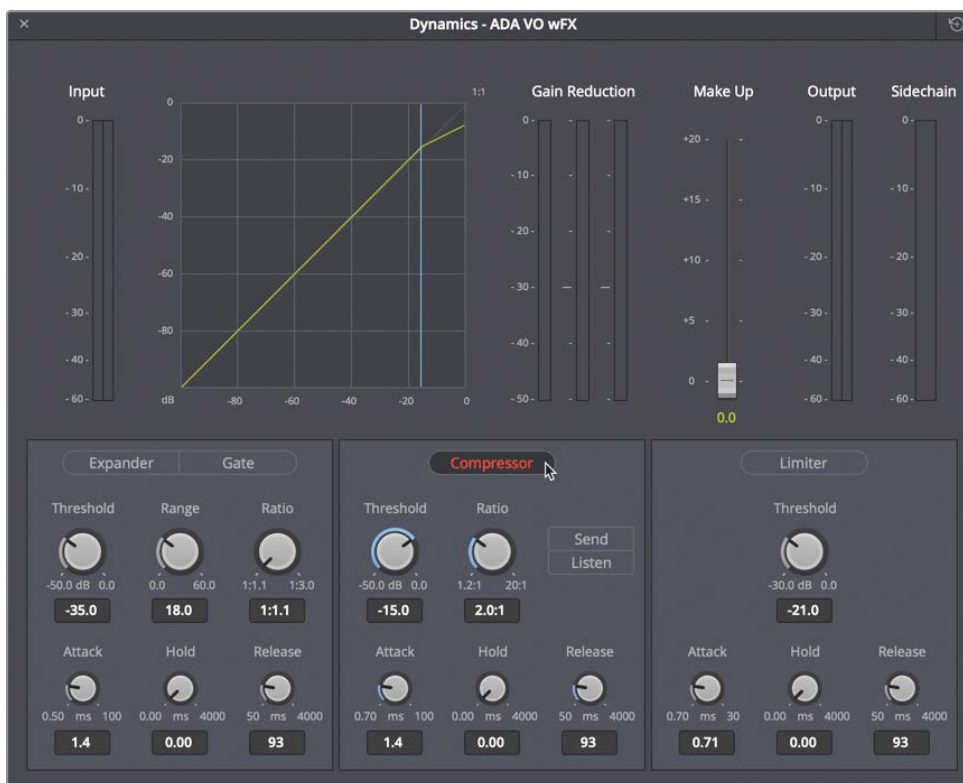 Dynamics - ADA VO wFX
Input
0-
- 10 -
- 20 -
- 30 -
- 40 -
- 60 -
0
-20
-40
-60
-80
dB
-80
-60
-40
-20
0
1:1
Gain Reduction
0-
- 10 -
- 20 -
- 30 -
- 40 -
- 50 -
Make Up
+20 -
+15 -
+10 -
+5 -
0 -
0.0
Output
0-
- 10 -
- 20 -
- 30 -
- 40 -
- 60 -
Sidechain
0-
- 10 -
- 20 -
- 30 -
- 40 -
- 60 -
Expander Gate
Threshold Range Ratio
-50.0 dB 0.0 0.0 60.0 1:1.1 1:3.0
-35.0 18.0 1:1.1
Attack Hold Release
0.50 ms 100 0.00 ms 4000 50 ms 4000
1.4 0.00 93
Compressor
Threshold Ratio
Send
Listen
-50.0 dB 0.0 1.2:1 20:1
-15.0 2.0:1
Attack Hold Release
0.70 ms 100 0.00 ms 4000 50 ms 4000
1.4 0.00 93
Limiter
Threshold
-30.0 dB 0.0
-21.0
Attack Hold Release
0.70 ms 30 0.00 ms 4000 50 ms 4000
0.71 0.00 93